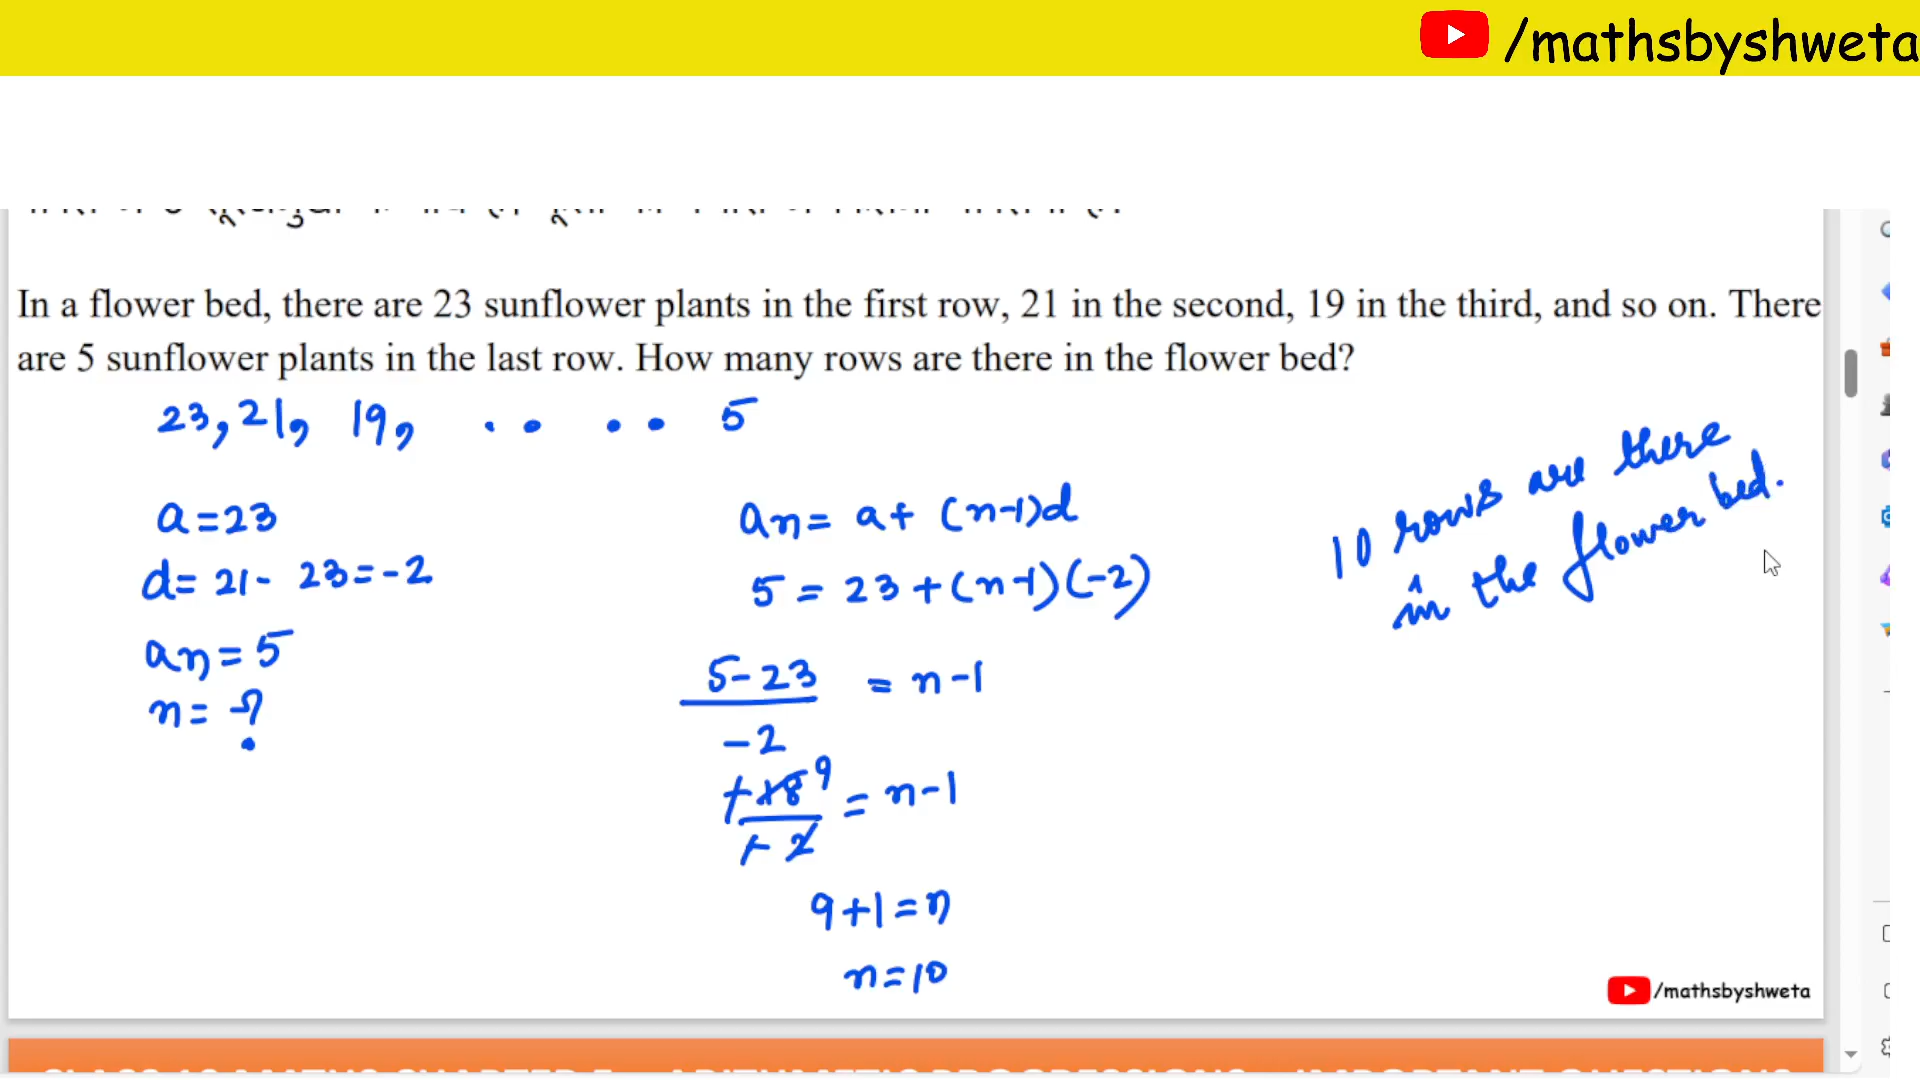 /mathsbyshweta
In a flower bed, there are 23 sunflower plants in the first row, 21 in the second, 19 in the third, and so on. There
are 5 sunflower plants in the last row. How many rows are there in the flower bed?
23, 21, 19, .. .. 5
a = 23
d = 21 - 23 = -2
an = 5
n = ?
an = a + (n-1)d
5 = 23 + (n-1)(-2)
5-23
= n-1
-2
-18 9
= n-1
-2
9+1 = n
n = 10
10 rows are there
in the flower bed.
/mathsbyshweta